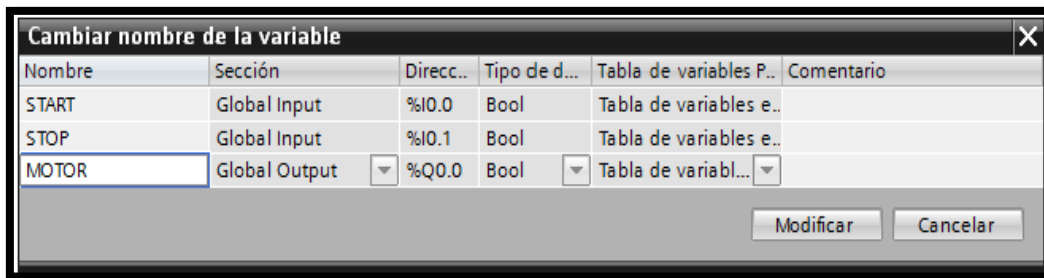 Cambiar nombre de la variable
Nombre Sección Direcc... Tipo de d... Tabla de variables P... Comentario
START Global Input %I0.0 Bool Tabla de variables e...
STOP Global Input %I0.1 Bool Tabla de variables e...
MOTOR Global Output %Q0.0 Bool Tabla de variabl...
Modificar Cancelar